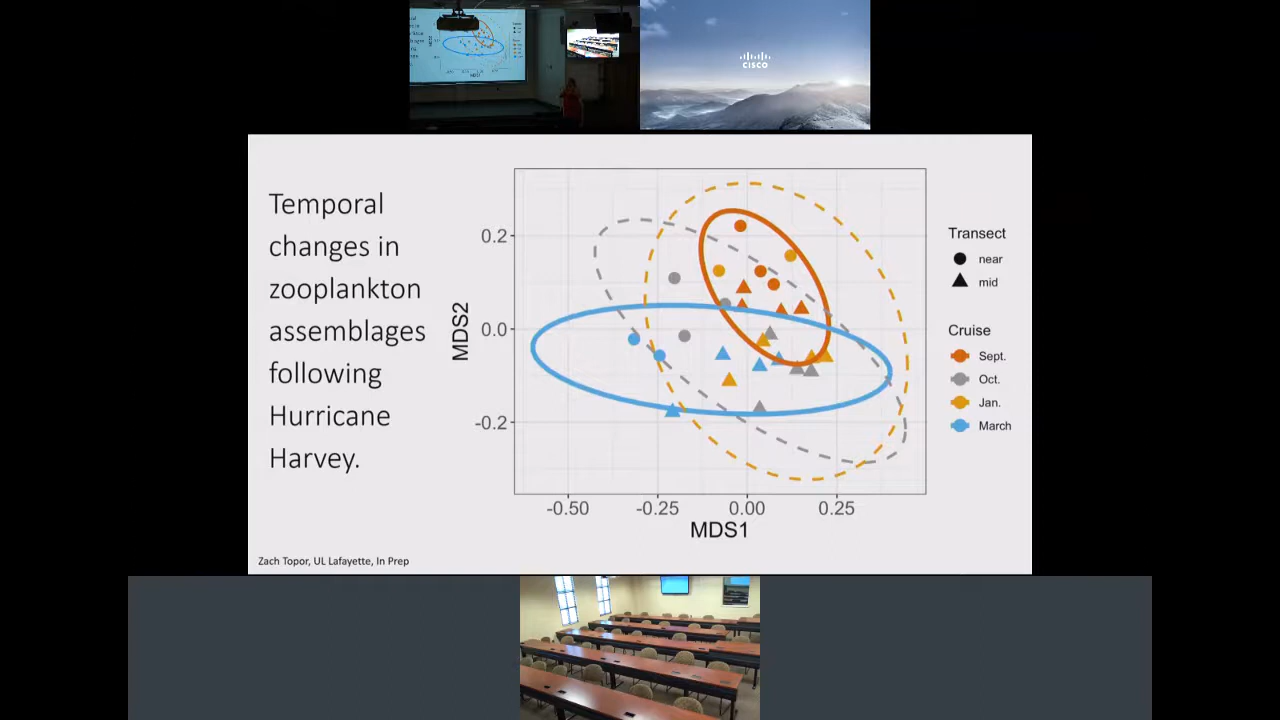 CISCO
Temporal
changes in
zooplankton
assemblages
following
Hurricane
Harvey.
MDS2
0.2
0.0
-0.2
-0.50
-0.25
0.00
0.25
MDS1
Transect
near
mid
Cruise
Sept.
Oct.
Jan.
March
Zach Topor, UL Lafayette, In Prep